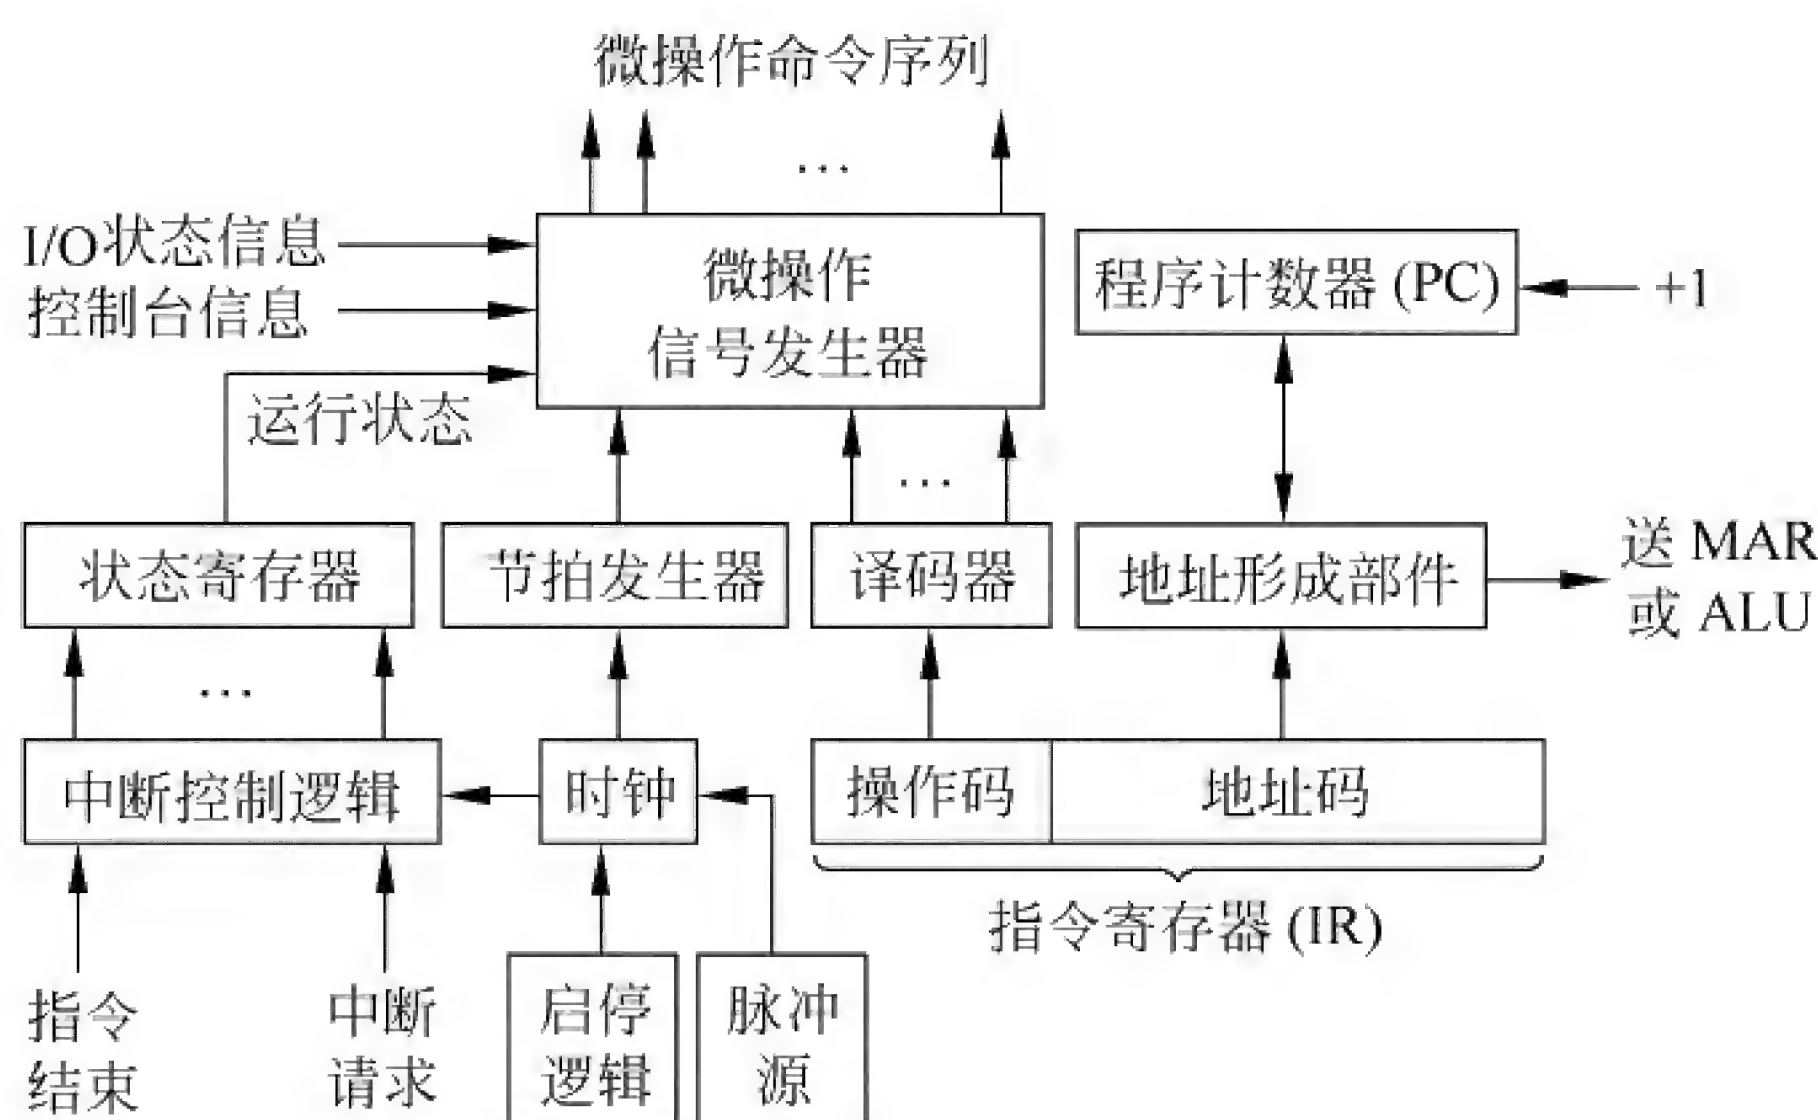 微操作命令序列
…
I/O状态信息
控制台信息
运行状态
微操作
信号发生器
程序计数器 (PC)
+1
…
状态寄存器
节拍发生器
译码器
地址形成部件
送 MAR
或 ALU
…
中断控制逻辑
时钟
操作码
地址码
指令寄存器 (IR)
指令
结束
中断
请求
启停
逻辑
脉冲
源